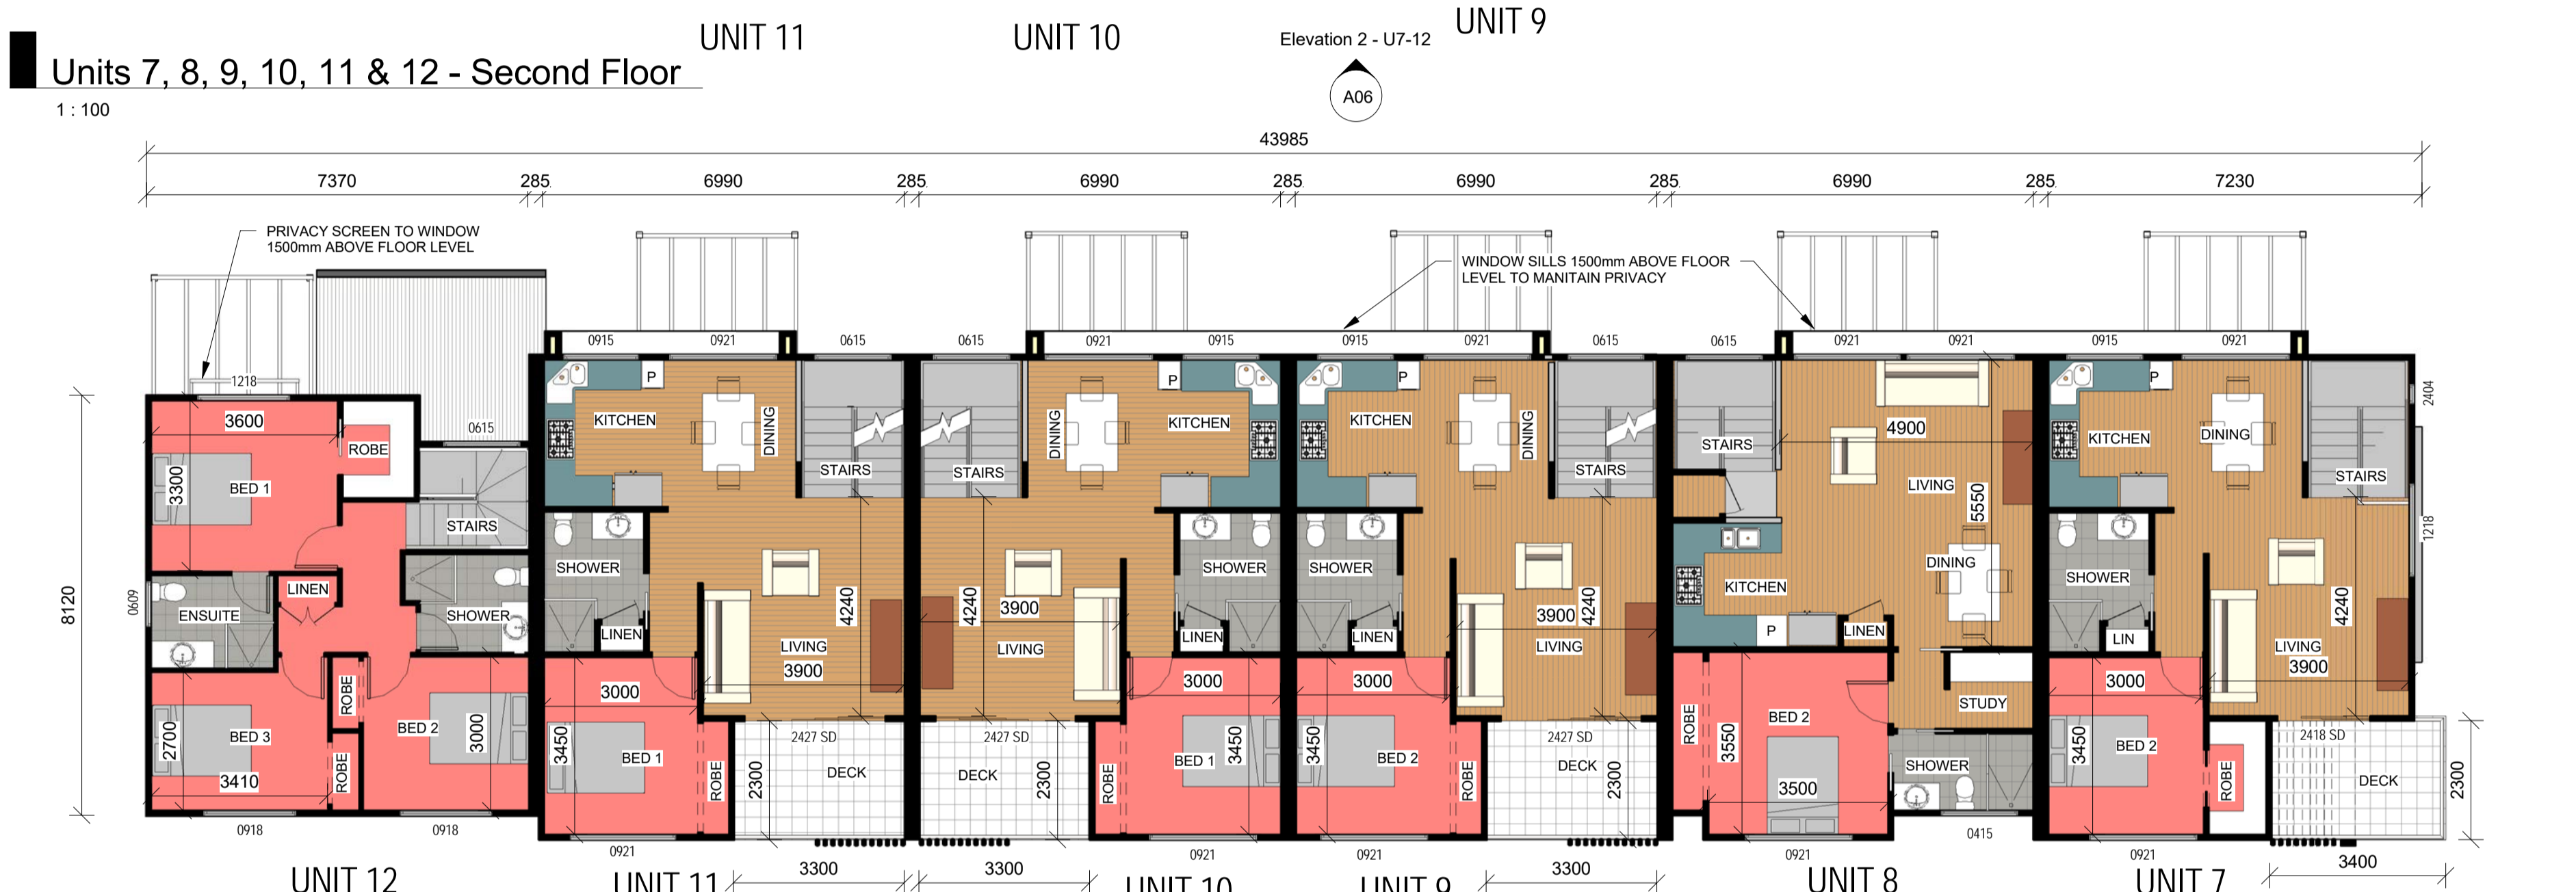 UNIT 11
UNIT 10
UNIT 9
Elevation 2 - U7-12
A06
Units 7, 8, 9, 10, 11 & 12 - Second Floor
1 : 100
43985
7370 285 6990 285 6990 285 6990 285 6990 285 7230
PRIVACY SCREEN TO WINDOW
1500mm ABOVE FLOOR LEVEL
WINDOW SILLS 1500mm ABOVE FLOOR
LEVEL TO MANITAIN PRIVACY
8120
1218
3600
ROBE
3300
BED 1
0615
STAIRS
0609
ENSUITE
LINEN
SHOWER
2700
BED 3
3410
ROBE
ROBE
BED 2
3000
0918
0918
UNIT 12
0915
0921
0615
P
KITCHEN
DINING
STAIRS
SHOWER
LINEN
4240
LIVING
3900
3000
3450
BED 1
ROBE
2427 SD
DECK
2300
0921
3300
UNIT 11
0615
0921
0915
P
DINING
KITCHEN
STAIRS
SHOWER
LINEN
4240
3900
LIVING
3000
3450
BED 1
ROBE
2427 SD
DECK
2300
0921
3300
UNIT 10
0915
0921
0615
P
KITCHEN
DINING
STAIRS
SHOWER
LINEN
3900
4240
LIVING
3000
3450
BED 2
ROBE
2427 SD
DECK
2300
0921
3300
UNIT 9
0615
0921
0921
STAIRS
4900
LIVING
5550
DINING
KITCHEN
P
LINEN
ROBE
3550
BED 2
3500
STUDY
SHOWER
0415
0921
UNIT 8
0915
0921
P
KITCHEN
DINING
STAIRS
2404
1218
SHOWER
LIN
4240
LIVING
3900
3000
3450
BED 2
ROBE
2418 SD
DECK
2300
0921
3400
UNIT 7